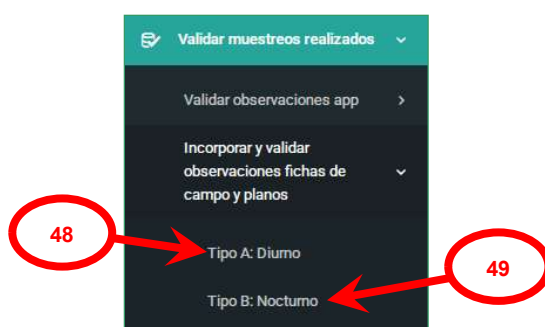 Validar muestreos realizados
Validar observaciones app
Incorporar y validar
observaciones fichas de
campo y planos
48
Tipo A: Diurno
49
Tipo B: Nocturno